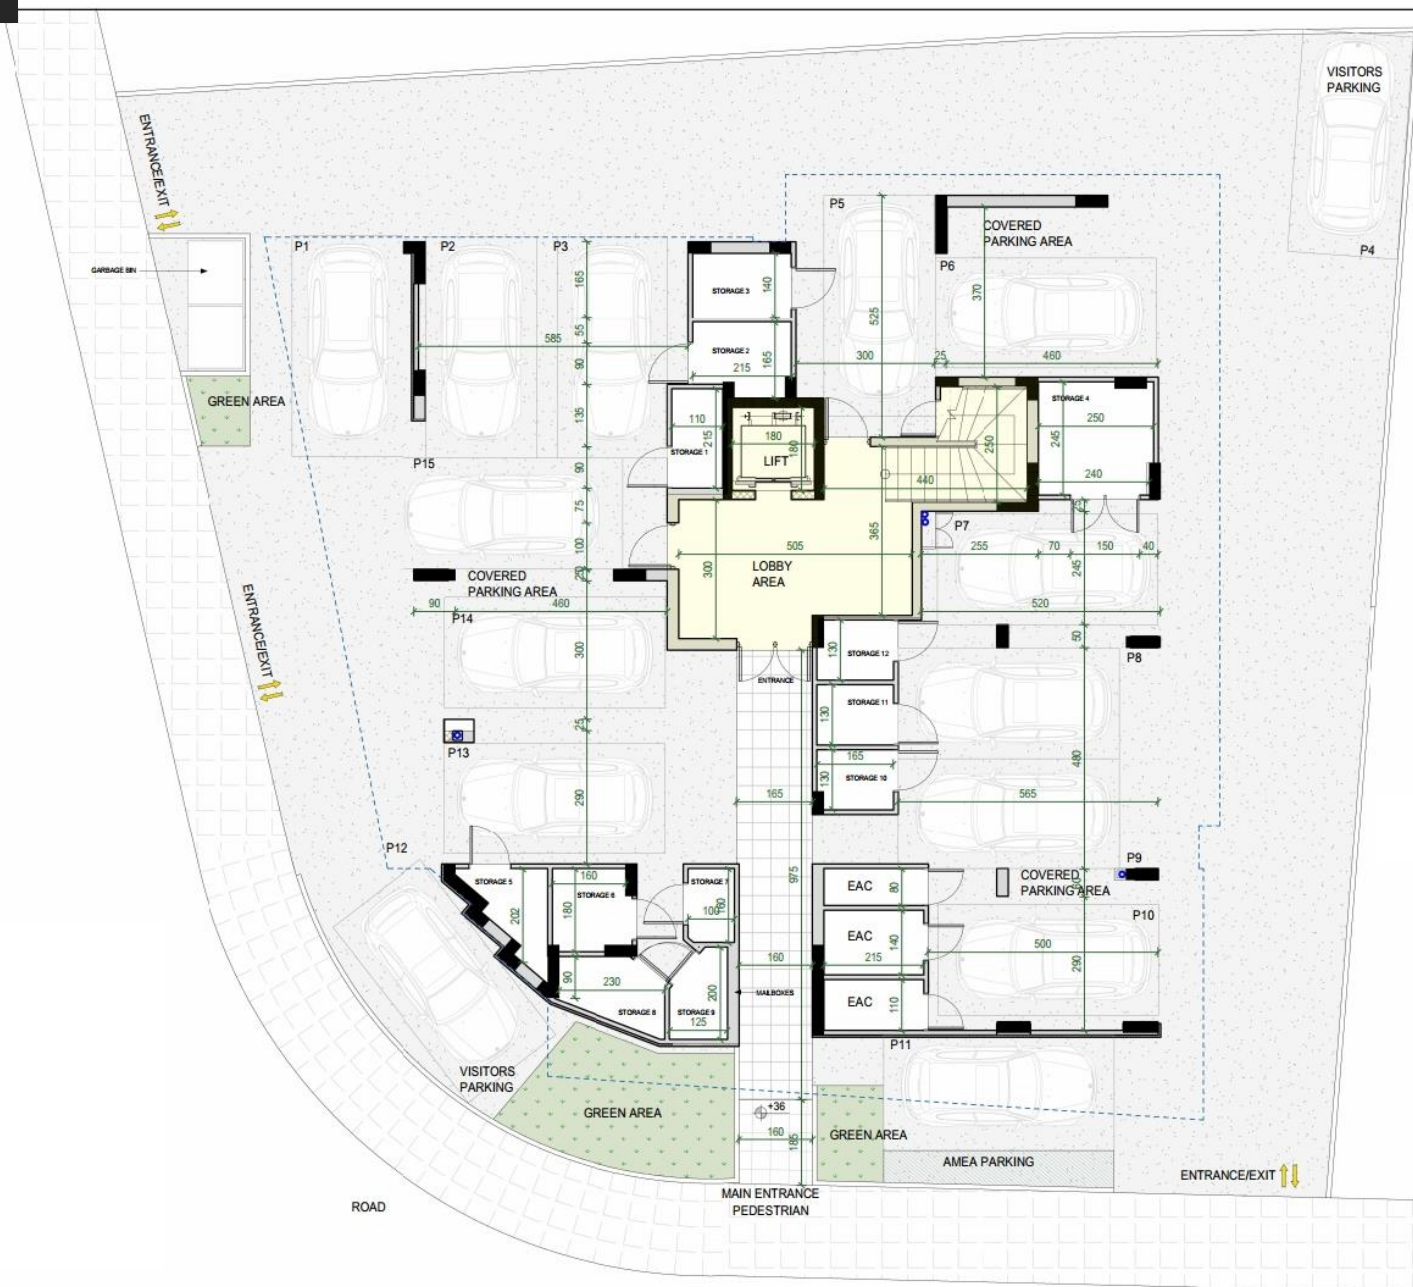 VISITORS
PARKING
ENTRANCE/EXIT
P5
COVERED
PARKING AREA
P4
P1
P2
P3
P6
GARBAGE BIN
165
STORAGE 3
140
370
525
55
585
STORAGE 2
165
215
90
300
25
460
GREEN AREA
135
110
215
STORAGE 1
180
180
LIFT
250
STORAGE 4
250
245
240
440
P15
90
75
100
25
505
300
365
LOBBY
AREA
P7
25
255
70
150
40
245
520
COVERED
PARKING AREA
90
460
P14
ENTRANCE/EXIT
300
50
P8
130
STORAGE 12
ENTRANCE
130
STORAGE 11
25
P13
165
130
STORAGE 10
480
290
165
565
P12
975
P9
COVERED
PARKING AREA
60
STORAGE 5
160
STORAGE 6
STORAGE 7
160
100
202
180
EAC
80
P10
EAC
140
215
500
290
90
230
200
STORAGE 8
STORAGE 9
125
160
MAILBOXES
EAC
110
P11
VISITORS
PARKING
GREEN AREA
+36
160
185
GREEN AREA
AMEA PARKING
ENTRANCE/EXIT
MAIN ENTRANCE
PEDESTRIAN
ROAD